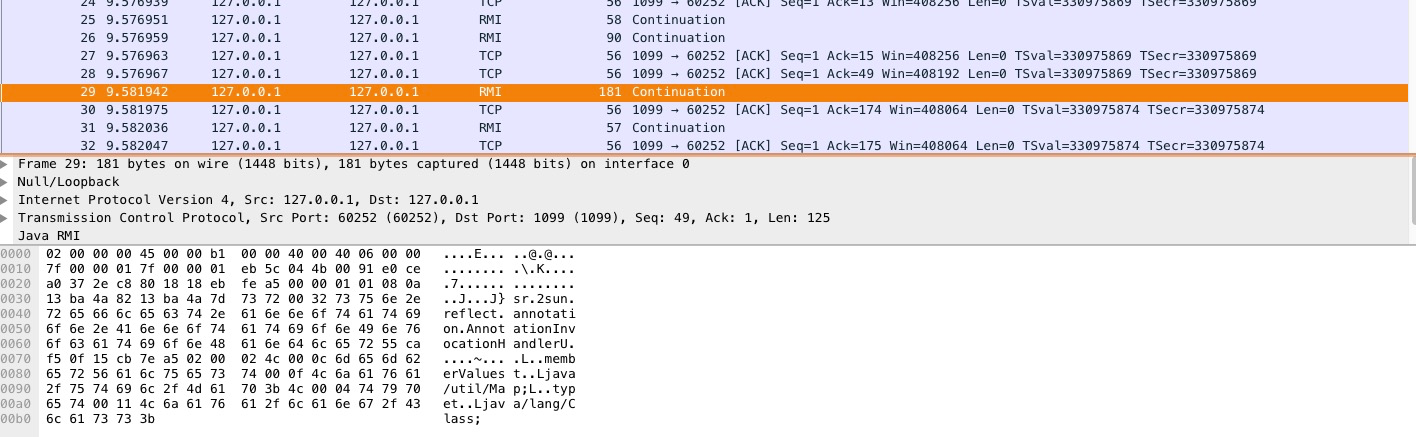 24 9.576939 127.0.0.1 127.0.0.1 TCP 56 1099 → 60252 [ACK] Seq=1 Ack=13 Win=408256 Len=0 TSval=330975869 TSecr=330975869
25 9.576951 127.0.0.1 127.0.0.1 RMI 58 Continuation
26 9.576959 127.0.0.1 127.0.0.1 RMI 90 Continuation
27 9.576963 127.0.0.1 127.0.0.1 TCP 56 1099 → 60252 [ACK] Seq=1 Ack=15 Win=408256 Len=0 TSval=330975869 TSecr=330975869
28 9.576967 127.0.0.1 127.0.0.1 TCP 56 1099 → 60252 [ACK] Seq=1 Ack=49 Win=408192 Len=0 TSval=330975869 TSecr=330975869
29 9.581942 127.0.0.1 127.0.0.1 RMI 181 Continuation
30 9.581975 127.0.0.1 127.0.0.1 TCP 56 1099 → 60252 [ACK] Seq=1 Ack=174 Win=408064 Len=0 TSval=330975874 TSecr=330975874
31 9.582036 127.0.0.1 127.0.0.1 RMI 57 Continuation
32 9.582047 127.0.0.1 127.0.0.1 TCP 56 1099 → 60252 [ACK] Seq=1 Ack=175 Win=408064 Len=0 TSval=330975874 TSecr=330975874
Frame 29: 181 bytes on wire (1448 bits), 181 bytes captured (1448 bits) on interface 0
Null/Loopback
Internet Protocol Version 4, Src: 127.0.0.1, Dst: 127.0.0.1
Transmission Control Protocol, Src Port: 60252 (60252), Dst Port: 1099 (1099), Seq: 49, Ack: 1, Len: 125
Java RMI
0000 02 00 00 00 45 00 00 b1 00 00 40 00 40 06 00 00 ....E... ..@.@...
0010 7f 00 00 01 7f 00 00 01 eb 5c 04 4b 00 91 e0 ce ........ .\.K....
0020 a0 37 2e c8 80 18 18 eb fe a5 00 00 01 01 08 0a .7...... ........
0030 13 ba 4a 82 13 ba 4a 7d 73 72 00 32 73 75 6e 2e ..J...J} sr.2sun.
0040 72 65 66 6c 65 63 74 2e 61 6e 6e 6f 74 61 74 69 reflect. annotati
0050 6f 6e 2e 41 6e 6e 6f 74 61 74 69 6f 6e 49 6e 76 on.Annot ationInv
0060 6f 63 61 74 69 6f 6e 48 61 6e 64 6c 65 72 55 ca ocationH andlerU.
0070 f5 0f 15 cb 7e a5 02 00 02 4c 00 0c 6d 65 6d 62 ....~... .L..memb
0080 65 72 56 61 6c 75 65 73 74 00 0f 4c 6a 61 76 61 erValues t..Ljava
0090 2f 75 74 69 6c 2f 4d 61 70 3b 4c 00 04 74 79 70 /util/Ma p;L..typ
00a0 65 74 00 11 4c 6a 61 76 61 2f 6c 61 6e 67 2f 43 et..Ljav a/lang/C
00b0 6c 61 73 73 3b lass;